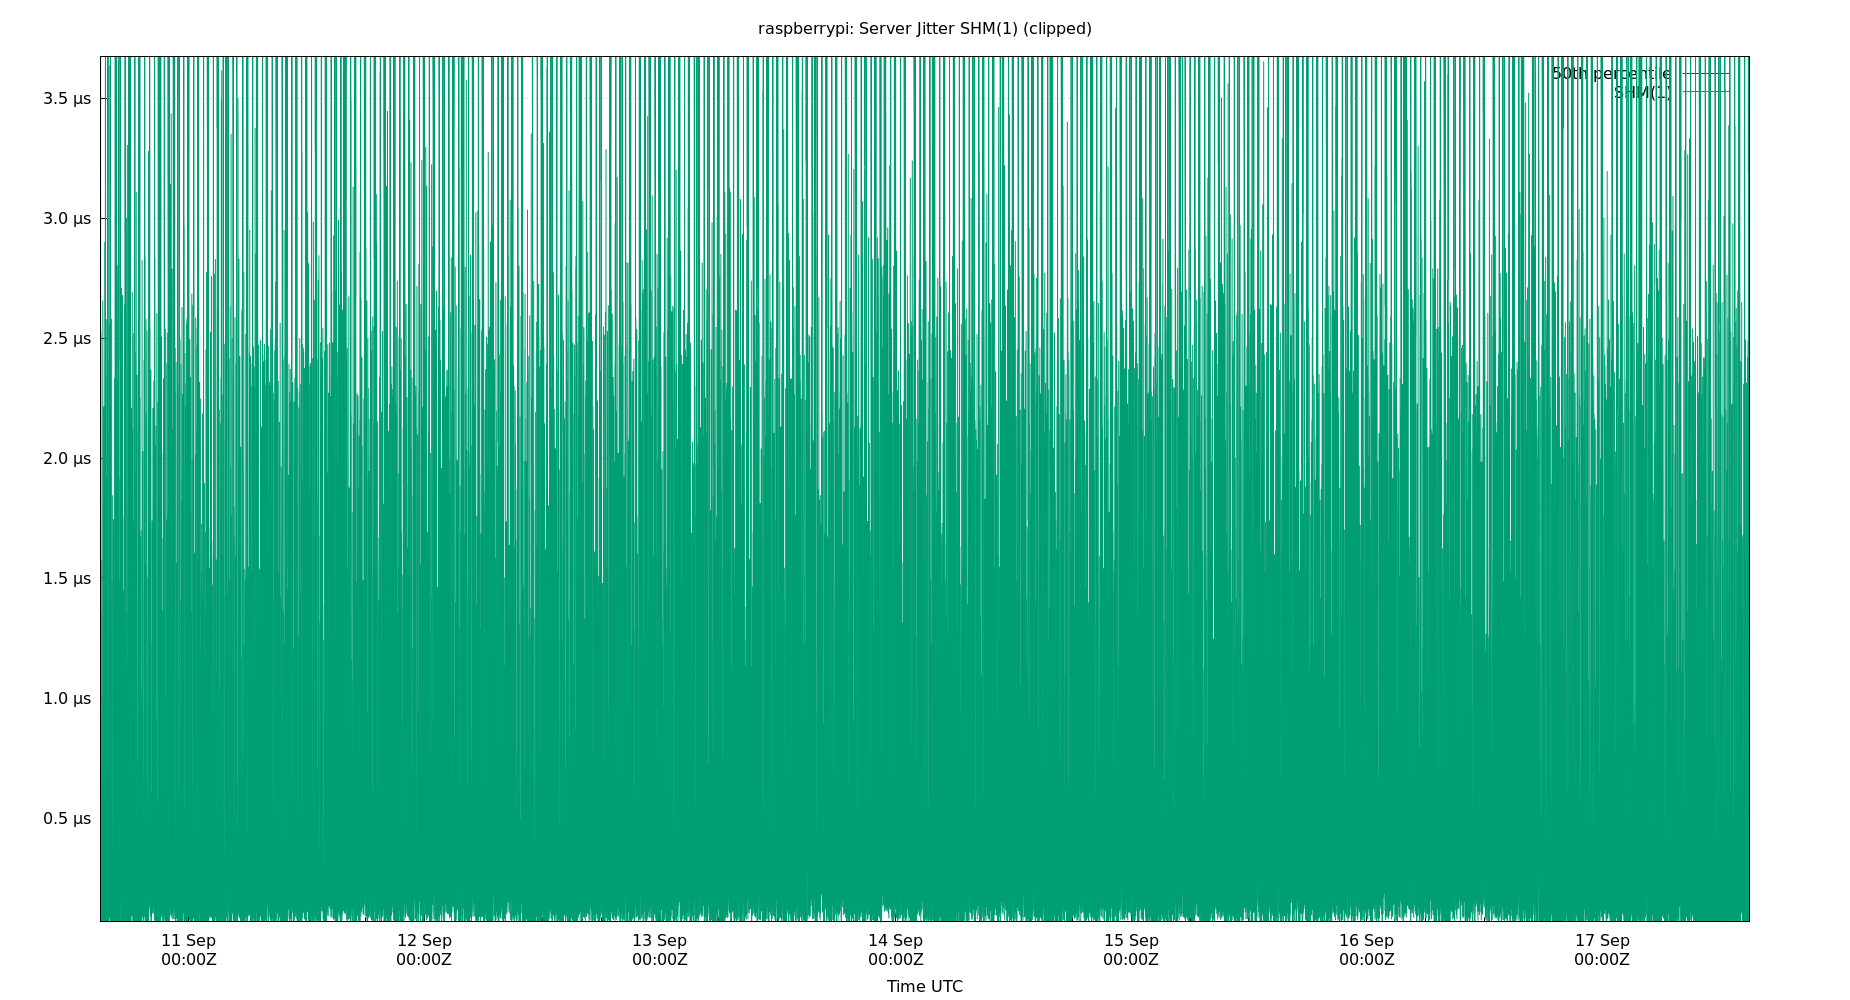 raspberrypi: Server Jitter SHM(1) (clipped)
50th percentile
SHM(1)
3.5 µs
3.0 µs
2.5 µs
2.0 µs
1.5 µs
1.0 µs
0.5 µs
11 Sep 12 Sep 13 Sep 14 Sep 15 Sep 16 Sep 17 Sep
00:00Z 00:00Z 00:00Z 00:00Z 00:00Z 00:00Z 00:00Z
Time UTC